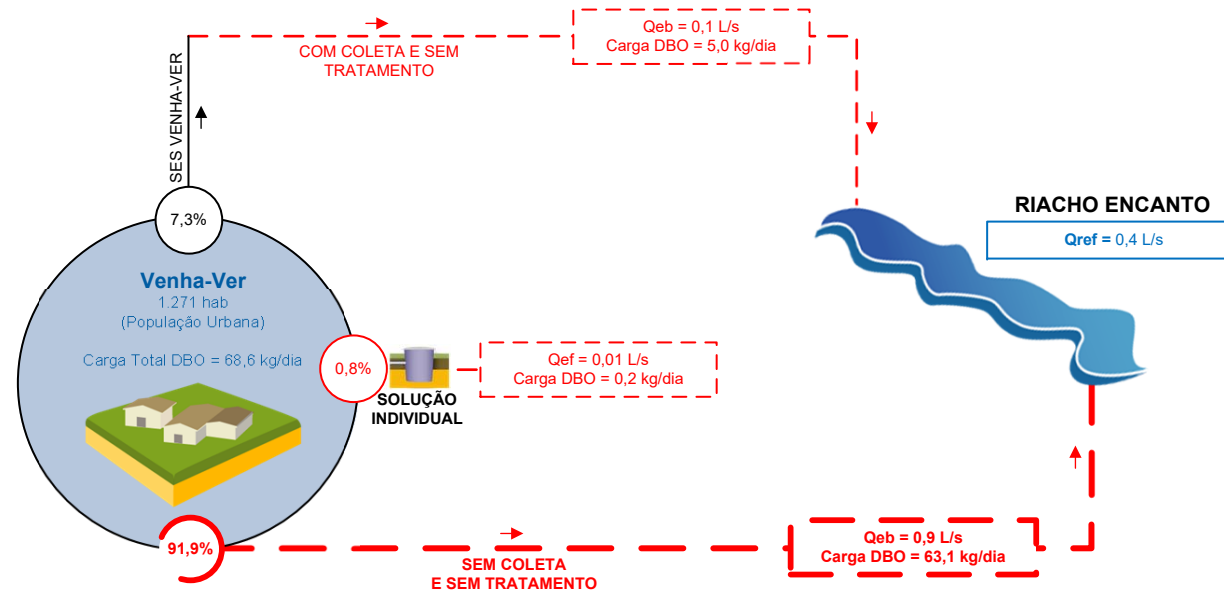 Qeb = 0,1 L/s
Carga DBO = 5,0 kg/dia
COM COLETA E SEM
TRATAMENTO
SES VENHA-VER
7,3%
RIACHO ENCANTO
Qref = 0,4 L/s
Venha-Ver
1.271 hab
(População Urbana)
Carga Total DBO = 68,6 kg/dia
0,8%
SOLUÇÃO
INDIVIDUAL
Qef = 0,01 L/s
Carga DBO = 0,2 kg/dia
91,9%
SEM COLETA
E SEM TRATAMENTO
Qeb = 0,9 L/s
Carga DBO = 63,1 kg/dia